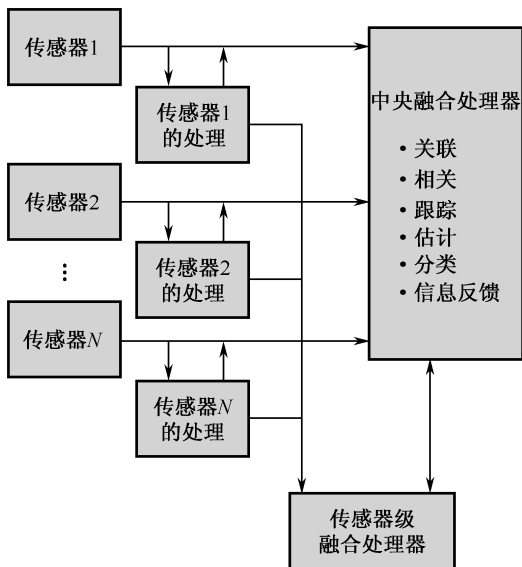 传感器1
传感器1
的处理
传感器2
传感器2
的处理
⋮
传感器N
传感器N
的处理
中央融合处理器
·关联
·相关
·跟踪
·估计
·分类
·信息反馈
传感器级
融合处理器